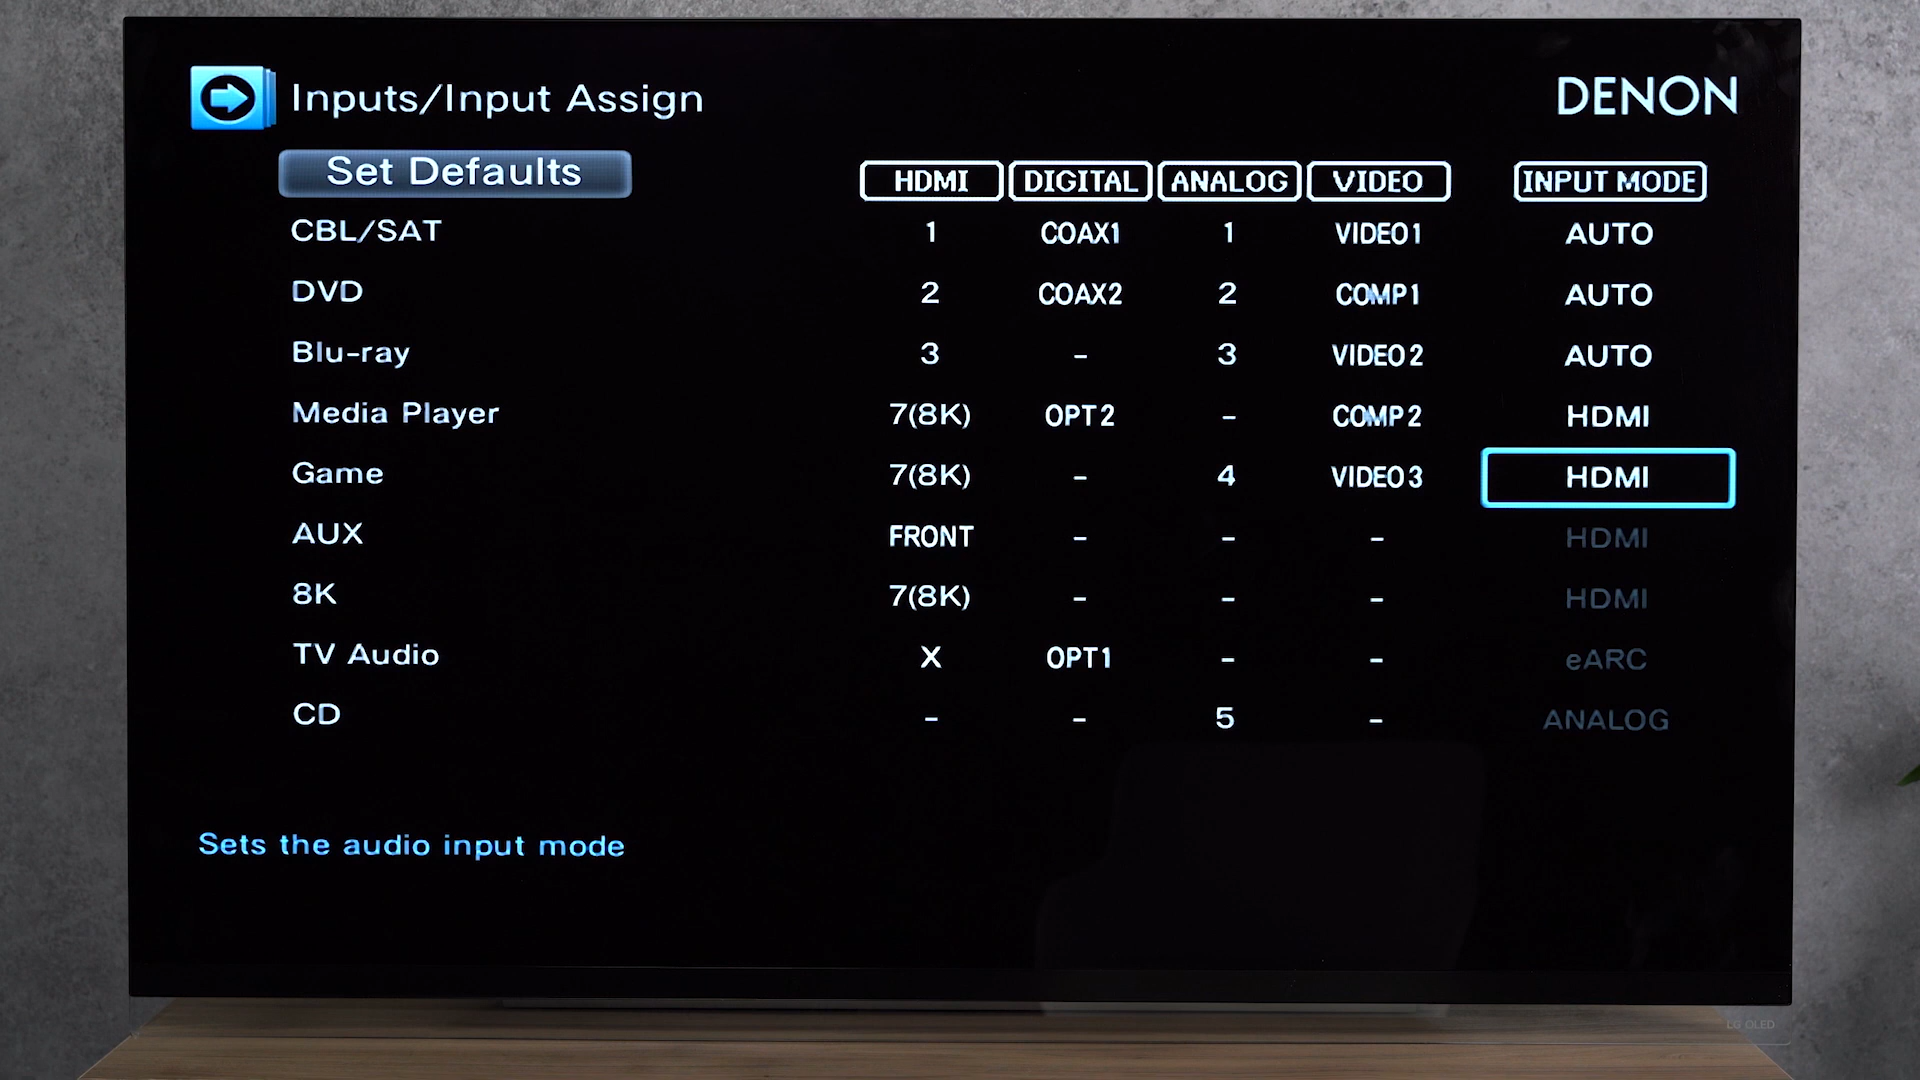 Inputs/Input Assign
DENON
Set Defaults HDMI DIGITAL ANALOG VIDEO INPUT MODE
CBL/SAT 1 COAX1 1 VIDEO1 AUTO
DVD 2 COAX2 2 COMP1 AUTO
Blu-ray 3 - 3 VIDEO2 AUTO
Media Player 7(8K) OPT2 - COMP2 HDMI
Game 7(8K) - 4 VIDEO3 HDMI
AUX FRONT - - - HDMI
8K 7(8K) - - - HDMI
TV Audio X OPT1 - - eARC
CD - - 5 - ANALOG
Sets the audio input mode
LG OLED